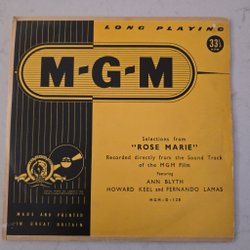 LONG PLAYING
33⅓
M-G-M
Selections from
"ROSE MARIE"
Recorded directly from the Sound Track
of the MGM Film
Featuring
ANN BLYTH
HOWARD KEEL and FERNANDO LAMAS
MGM-D-128
MADE AND PRINTED
IN GREAT BRITAIN